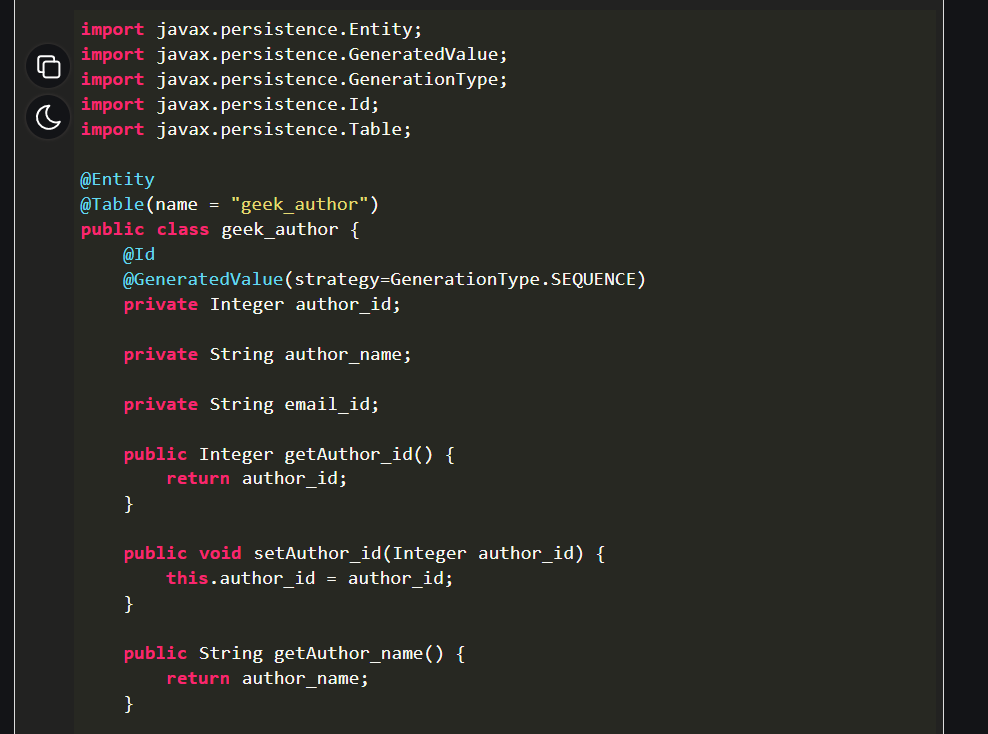 import javax.persistence.Entity;
import javax.persistence.GeneratedValue;
import javax.persistence.GenerationType;
import javax.persistence.Id;
import javax.persistence.Table;
@Entity
@Table(name = "geek_author")
public class geek_author {
@Id
@GeneratedValue(strategy=GenerationType.SEQUENCE)
private Integer author_id;
private String author_name;
private String email_id;
public Integer getAuthor_id() {
return author_id;
}
public void setAuthor_id(Integer author_id) {
this.author_id = author_id;
}
public String getAuthor_name() {
return author_name;
}